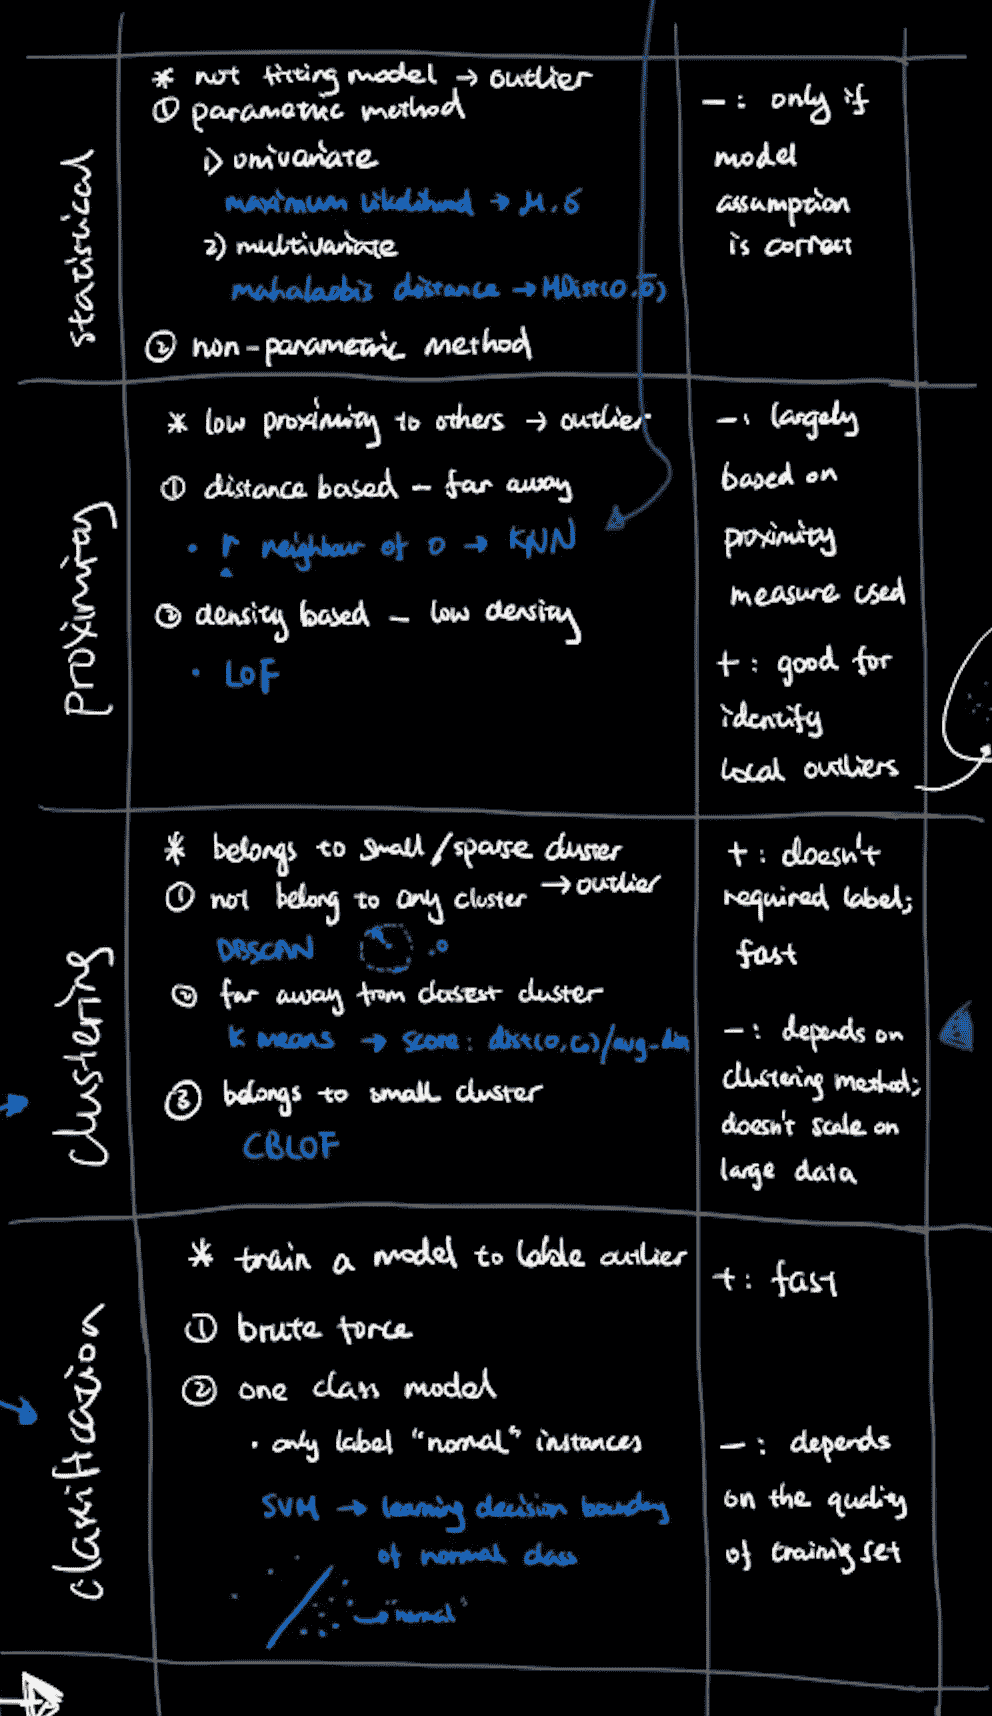 statistical
* not fitting model → outlier
① parametric method
1) univariate
maximum likelihood → μ.σ
2) multivariate
mahalaobis distance → MDist(o,ō)
② non-parametric method
- : only if
model
assumption
is correct
proximity
* low proximity to others → outlier
① distance based - far away
· r neighbour of o → KNN
② density based - low density
· LOF
- : largely
based on
proximity
measure used
+ : good for
identify
local outliers
clustering
* belongs to small/sparse cluster
→ outlier
① not belong to any cluster
DBSCAN
② far away from closest cluster
K means → score: dist(o,co)/avg-dist
③ belongs to small cluster
CBLOF
+ : doesn't
required label;
fast
- : depends on
clustering method;
doesn't scale on
large data
classification
* train a model to lable outlier
① brute force
② one class model
· only label "normal" instances
SVM → learning decision boundary
of normal class
→ "normal"
+ : fast
- : depends
on the quality
of training set